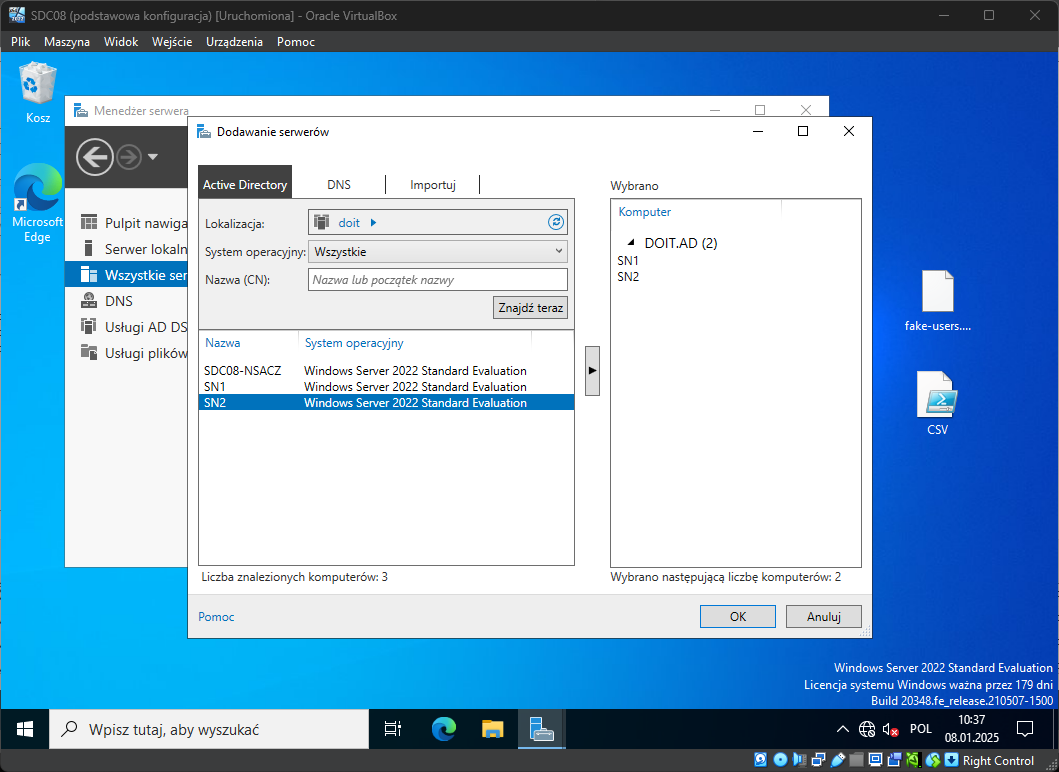 SDC08 (podstawowa konfiguracja) [Uruchomiona] - Oracle VirtualBox
Plik Maszyna Widok Wejście Urządzenia Pomoc
Kosz
Microsoft
Edge
Menedżer serwera
Pulpit nawiga
Serwer lokaln
Wszystkie ser
DNS
Usługi AD DS
Usługi plików
Dodawanie serwerów
Active Directory DNS Importuj
Lokalizacja: doit
System operacyjny: Wszystkie
Nazwa (CN): Nazwa lub początek nazwy
Znajdź teraz
Nazwa System operacyjny
SDC08-NSACZ Windows Server 2022 Standard Evaluation
SN1 Windows Server 2022 Standard Evaluation
SN2 Windows Server 2022 Standard Evaluation
Liczba znalezionych komputerów: 3
Wybrano
Komputer
DOIT.AD (2)
SN1
SN2
Wybrano następującą liczbę komputerów: 2
Pomoc
OK Anuluj
fake-users....
CSV
Windows Server 2022 Standard Evaluation
Licencja systemu Windows ważna przez 179 dni
Build 20348.fe_release.210507-1500
Wpisz tutaj, aby wyszukać
POL
10:37
08.01.2025
Right Control